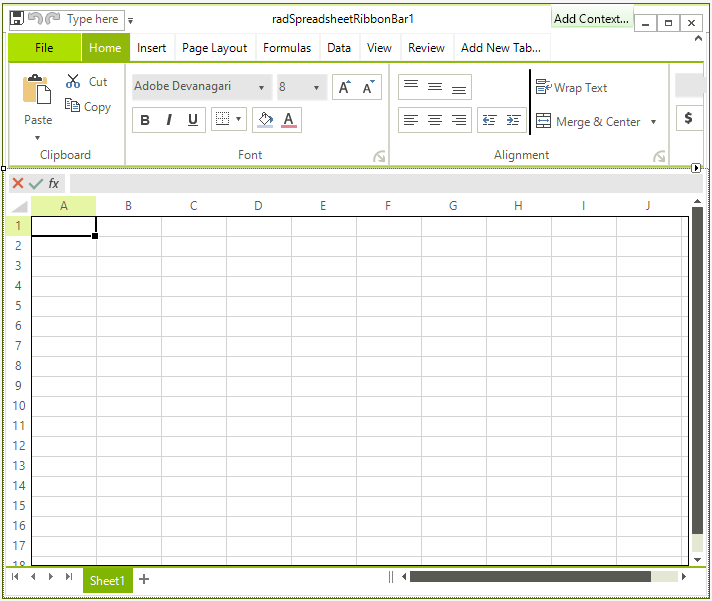 Type here radSpreadsheetRibbonBar1 Add Context...
File Home Insert Page Layout Formulas Data View Review Add New Tab...
Adobe Devanagari 8 A A
Cut
Wrap Text
Copy
Paste
B I U A
Merge & Center $
Clipboard Font Alignment
fx
A B C D E F G H I J
1
2
3
4
5
6
7
8
9
10
11
12
13
14
15
16
17
18
Sheet1